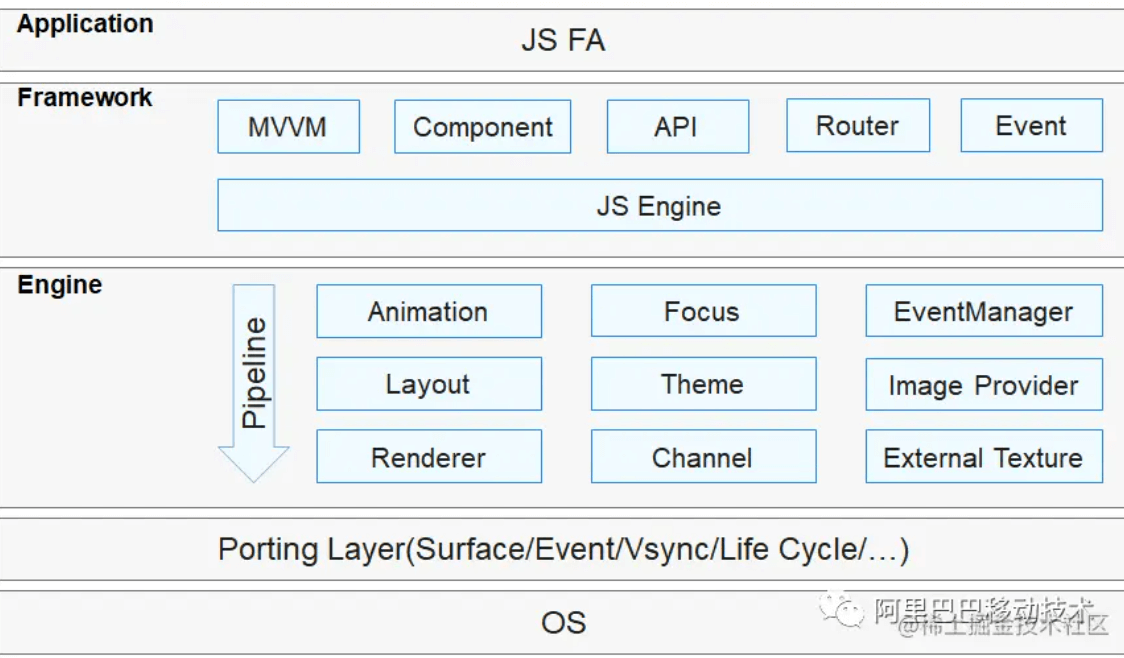 Application
JS FA
Framework
MVVM
Component
API
Router
Event
JS Engine
Engine
Pipeline
Animation
Focus
EventManager
Layout
Theme
Image Provider
Renderer
Channel
External Texture
Porting Layer(Surface/Event/Vsync/Life Cycle/…)
OS
阿里巴巴移动技术
@稀土掘金技术社区